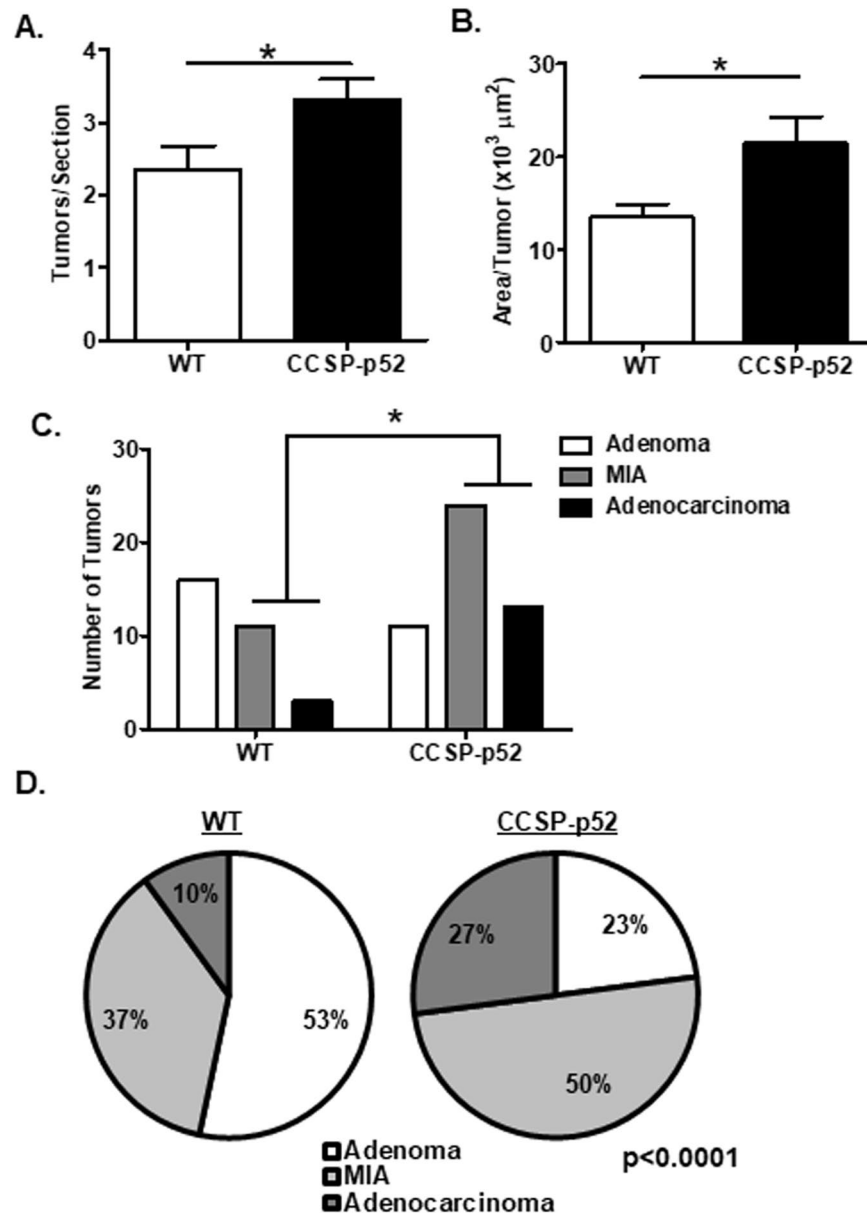 A.
Tumors/Section
4
3
2
1
0
*
WT
CCSP-p52
B.
Area/Tumor (x10³ μm²)
30
20
10
0
*
WT
CCSP-p52
C.
Number of Tumors
30
20
10
0
*
WT
CCSP-p52
Adenoma
MIA
Adenocarcinoma
D.
WT
10%
37%
53%
CCSP-p52
27%
23%
50%
Adenoma
MIA
Adenocarcinoma
p<0.0001